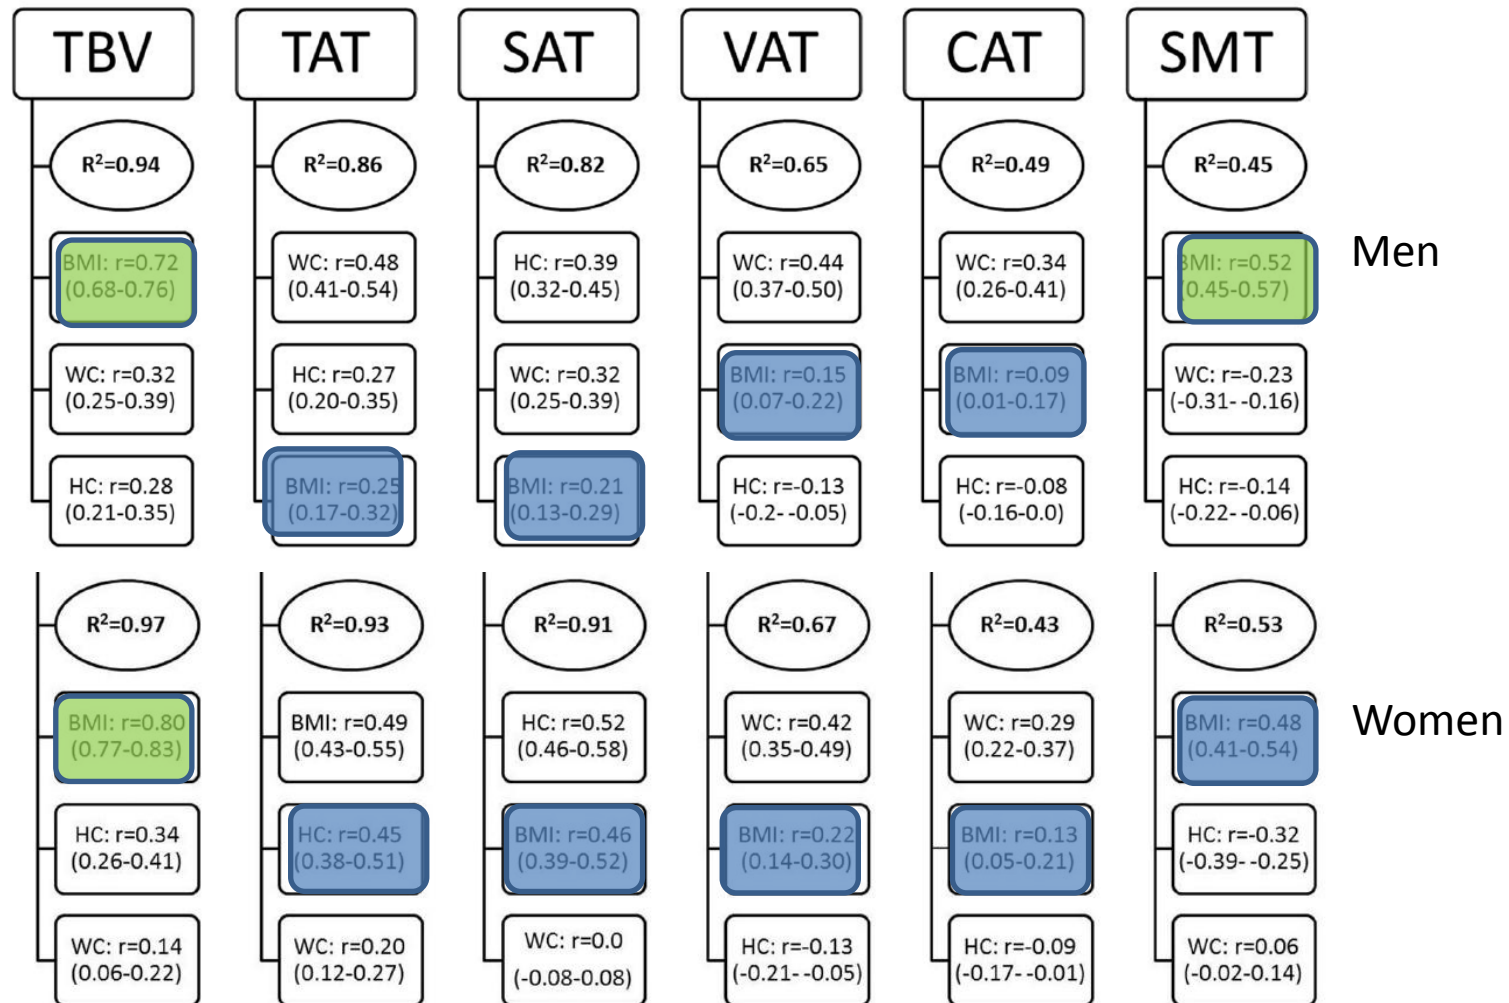 TBV TAT SAT VAT CAT SMT
R²=0.94 R²=0.86 R²=0.82 R²=0.65 R²=0.49 R²=0.45
BMI: r=0.72 WC: r=0.48 HC: r=0.39 WC: r=0.44 WC: r=0.34 BMI: r=0.52 Men
(0.68-0.76) (0.41-0.54) (0.32-0.45) (0.37-0.50) (0.26-0.41) (0.45-0.57)
WC: r=0.32 HC: r=0.27 WC: r=0.32 BMI: r=0.15 BMI: r=0.09 WC: r=-0.23
(0.25-0.39) (0.20-0.35) (0.25-0.39) (0.07-0.22) (0.01-0.17) (-0.31- -0.16)
HC: r=0.28 BMI: r=0.25 BMI: r=0.21 HC: r=-0.13 HC: r=-0.08 HC: r=-0.14
(0.21-0.35) (0.17-0.32) (0.13-0.29) (-0.2- -0.05) (-0.16-0.0) (-0.22- -0.06)
R²=0.97 R²=0.93 R²=0.91 R²=0.67 R²=0.43 R²=0.53
BMI: r=0.80 BMI: r=0.49 HC: r=0.52 WC: r=0.42 WC: r=0.29 BMI: r=0.48 Women
(0.77-0.83) (0.43-0.55) (0.46-0.58) (0.35-0.49) (0.22-0.37) (0.41-0.54)
HC: r=0.34 HC: r=0.45 BMI: r=0.46 BMI: r=0.22 BMI: r=0.13 HC: r=-0.32
(0.26-0.41) (0.38-0.51) (0.39-0.52) (0.14-0.30) (0.05-0.21) (-0.39- -0.25)
WC: r=0.14 WC: r=0.20 WC: r=0.0 HC: r=-0.13 HC: r=-0.09 WC: r=0.06
(0.06-0.22) (0.12-0.27) (-0.08-0.08) (-0.21- -0.05) (-0.17- -0.01) (-0.02-0.14)